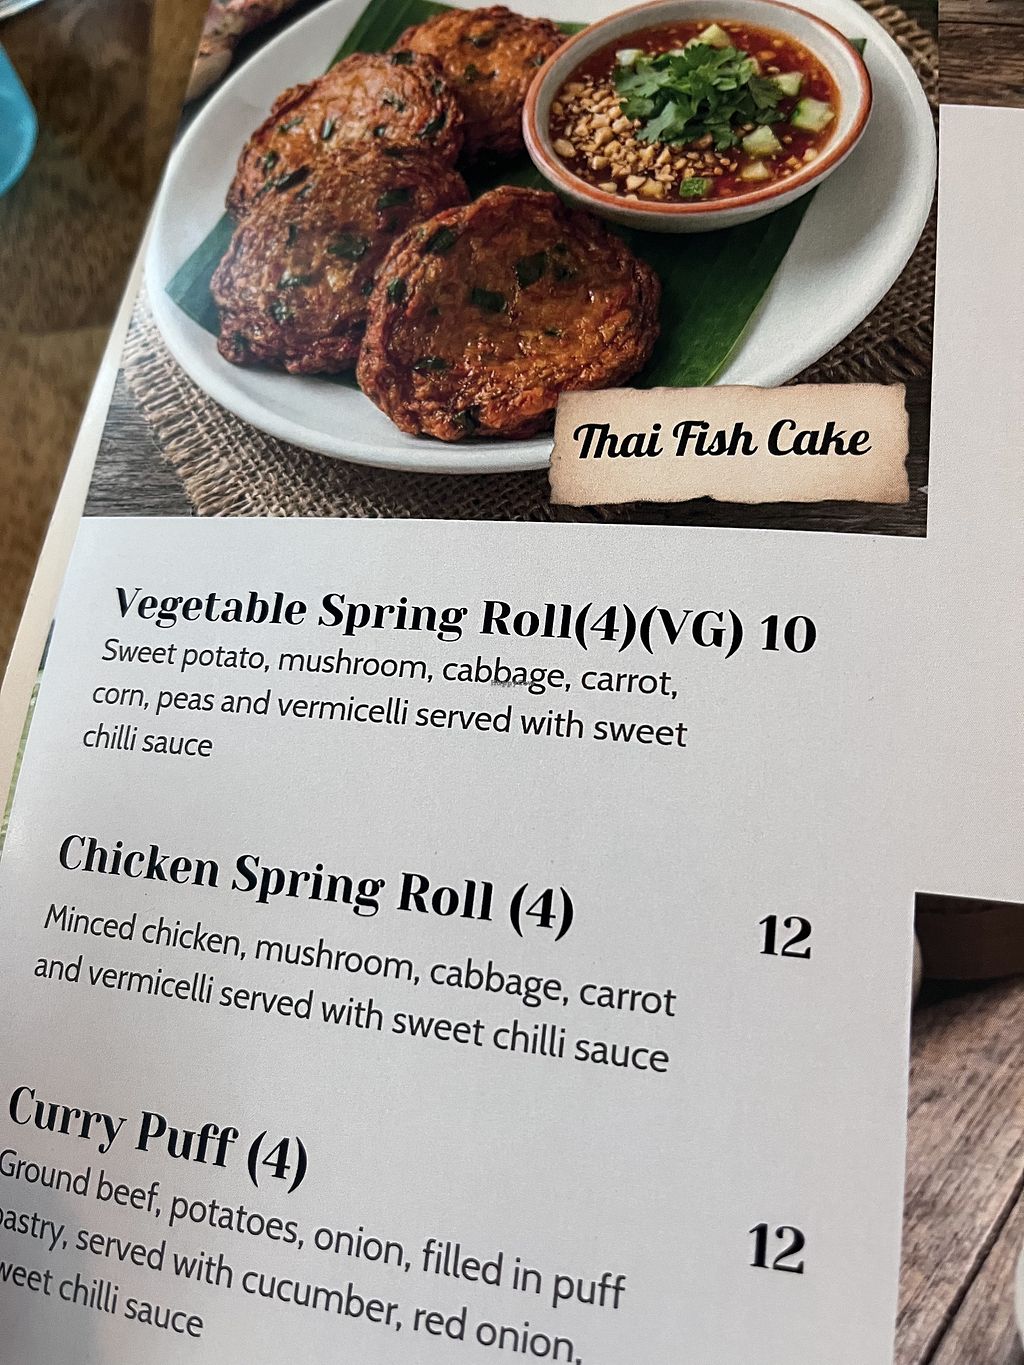 Thai Fish Cake
Vegetable Spring Roll(4)(VG) 10
Sweet potato, mushroom, cabbage, carrot,
corn, peas and vermicelli served with sweet
chilli sauce
Chicken Spring Roll (4)
12
Minced chicken, mushroom, cabbage, carrot
and vermicelli served with sweet chilli sauce
Curry Puff (4)
12
Ground beef, potatoes, onion, filled in puff
pastry, served with cucumber, red onion,
sweet chilli sauce